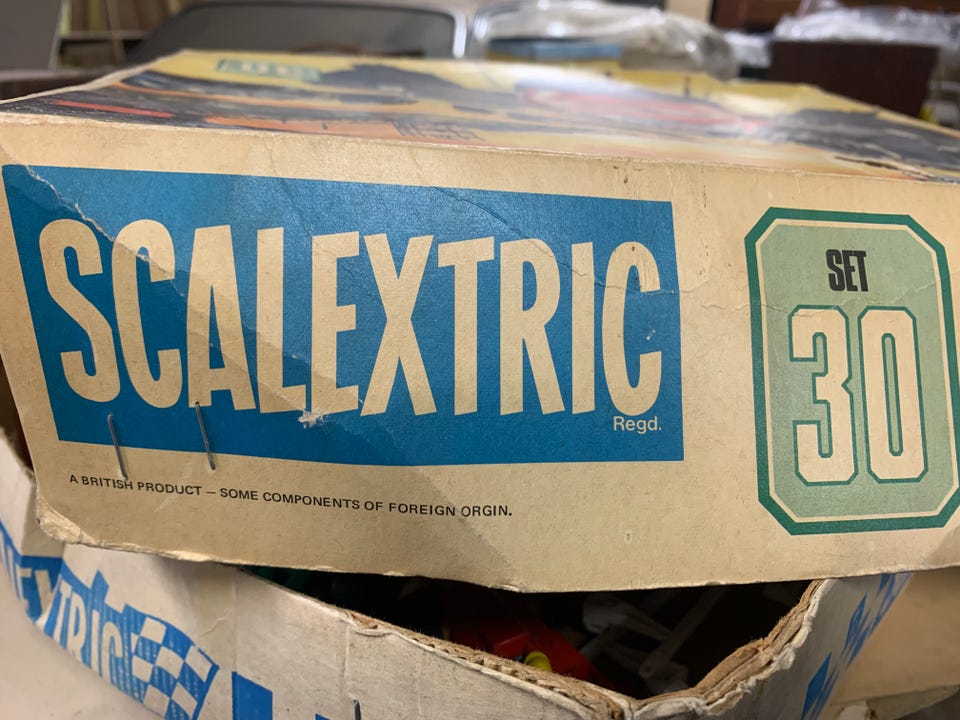 SCALEXTRIC
Regd.
A BRITISH PRODUCT — SOME COMPONENTS OF FOREIGN ORGIN.
SET
30